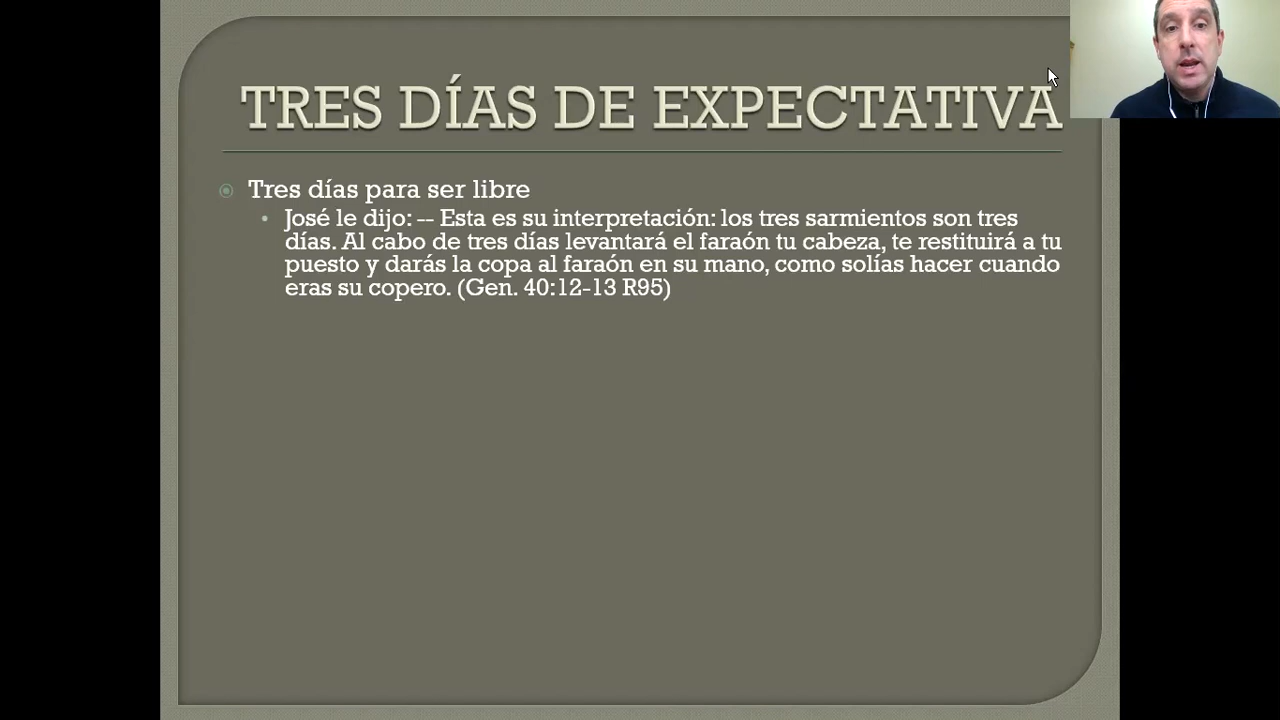 TRES DÍAS DE EXPECTATIVA
Tres días para ser libre
José le dijo: -- Esta es su interpretación: los tres sarmientos son tres
días. Al cabo de tres días levantará el faraón tu cabeza, te restituirá a tu
puesto y darás la copa al faraón en su mano, como solías hacer cuando
eras su copero. (Gen. 40:12-13 R95)